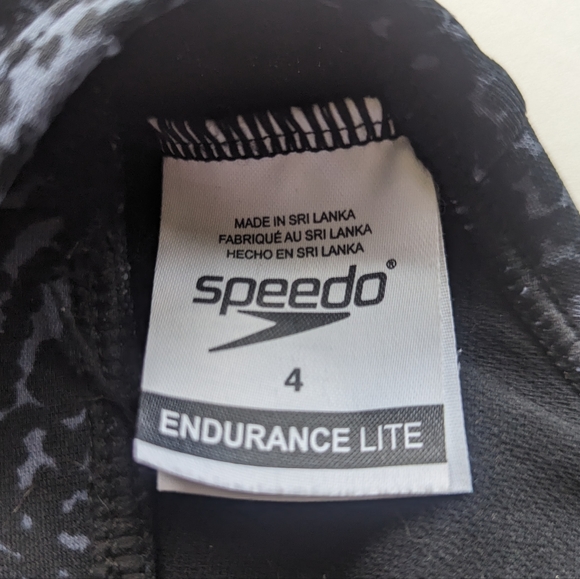 MADE IN SRI LANKA
FABRIQUÉ AU SRI LANKA
HECHO EN SRI LANKA
speedo®
4
ENDURANCE LITE